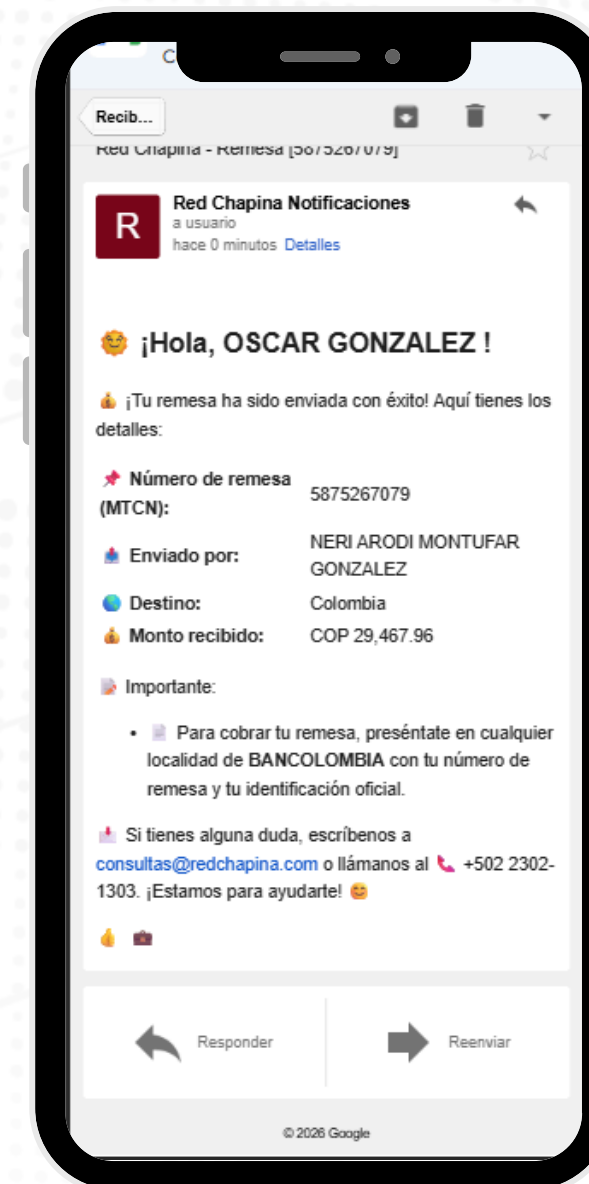 Recib...
Red Chapina - Remesa [5875267079]
R
Red Chapina Notificaciones
a usuario
hace 0 minutos Detalles
🌞 ¡Hola, OSCAR GONZALEZ !
💰 ¡Tu remesa ha sido enviada con éxito! Aquí tienes los
detalles:
📌 Número de remesa
(MTCN):
5875267079
📤 Enviado por:
NERI ARODI MONTUFAR
GONZALEZ
🌎 Destino:
Colombia
💰 Monto recibido:
COP 29,467.96
📝 Importante:
• 📄 Para cobrar tu remesa, preséntate en cualquier
localidad de BANCOLOMBIA con tu número de
remesa y tu identificación oficial.
📩 Si tienes alguna duda, escríbenos a
consultas@redchapina.com o llámanos al 📞 +502 2302-
1303. ¡Estamos para ayudarte! 😊
👍 💼
Responder
Reenviar
© 2026 Google